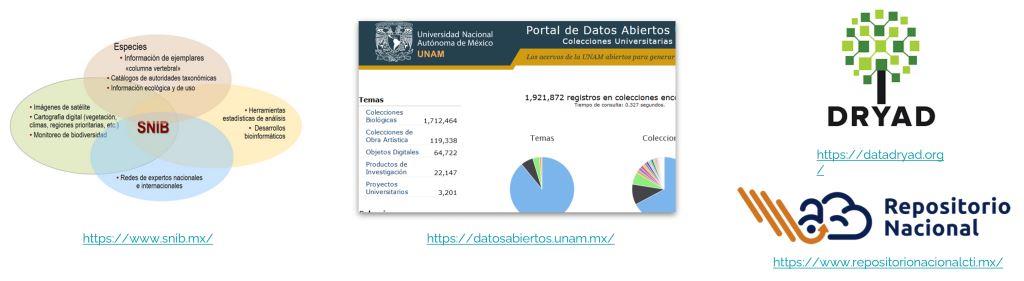 Especies
• Información de ejemplares
«columna vertebral»
• Catálogos de autoridades taxonómicas
• Información ecológica y de uso
• Imágenes de satélite
• Cartografía digital (vegetación,
climas, regiones prioritarias, etc.)
• Monitoreo de biodiversidad
SNIB
• Herramientas
estadísticas de análisis
• Desarrollos
bioinformáticos
• Redes de expertos nacionales
e internacionales
https://www.snib.mx/
Universidad Nacional
Autónoma de México
UNAM
Portal de Datos Abiertos
Colecciones Universitarias
Los acervos de la UNAM abiertos para generar
Temas
Colecciones
Biológicas 1,712,464
Colecciones de
Obra Artística 119,338
Objetos Digitales 64,722
Productos de
Investigación 22,147
Proyectos
Universitarios 3,201
1,921,872 registros en colecciones enco
Tiempo de consulta: 0.327 segundos.
Temas
Coleccion
https://datosabiertos.unam.mx/
DRYAD
https://datadryad.org
/
Repositorio
Nacional
https://www.repositorionacionalcti.mx/